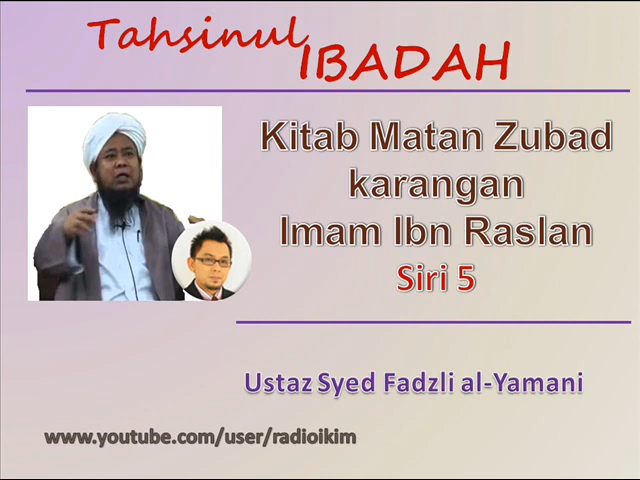 Tahsinul
IBADAH
Kitab Matan Zubad
karangan
Imam Ibn Raslan
Siri 5
Ustaz Syed Fadzli al-Yamani
www.youtube.com/user/radioikim